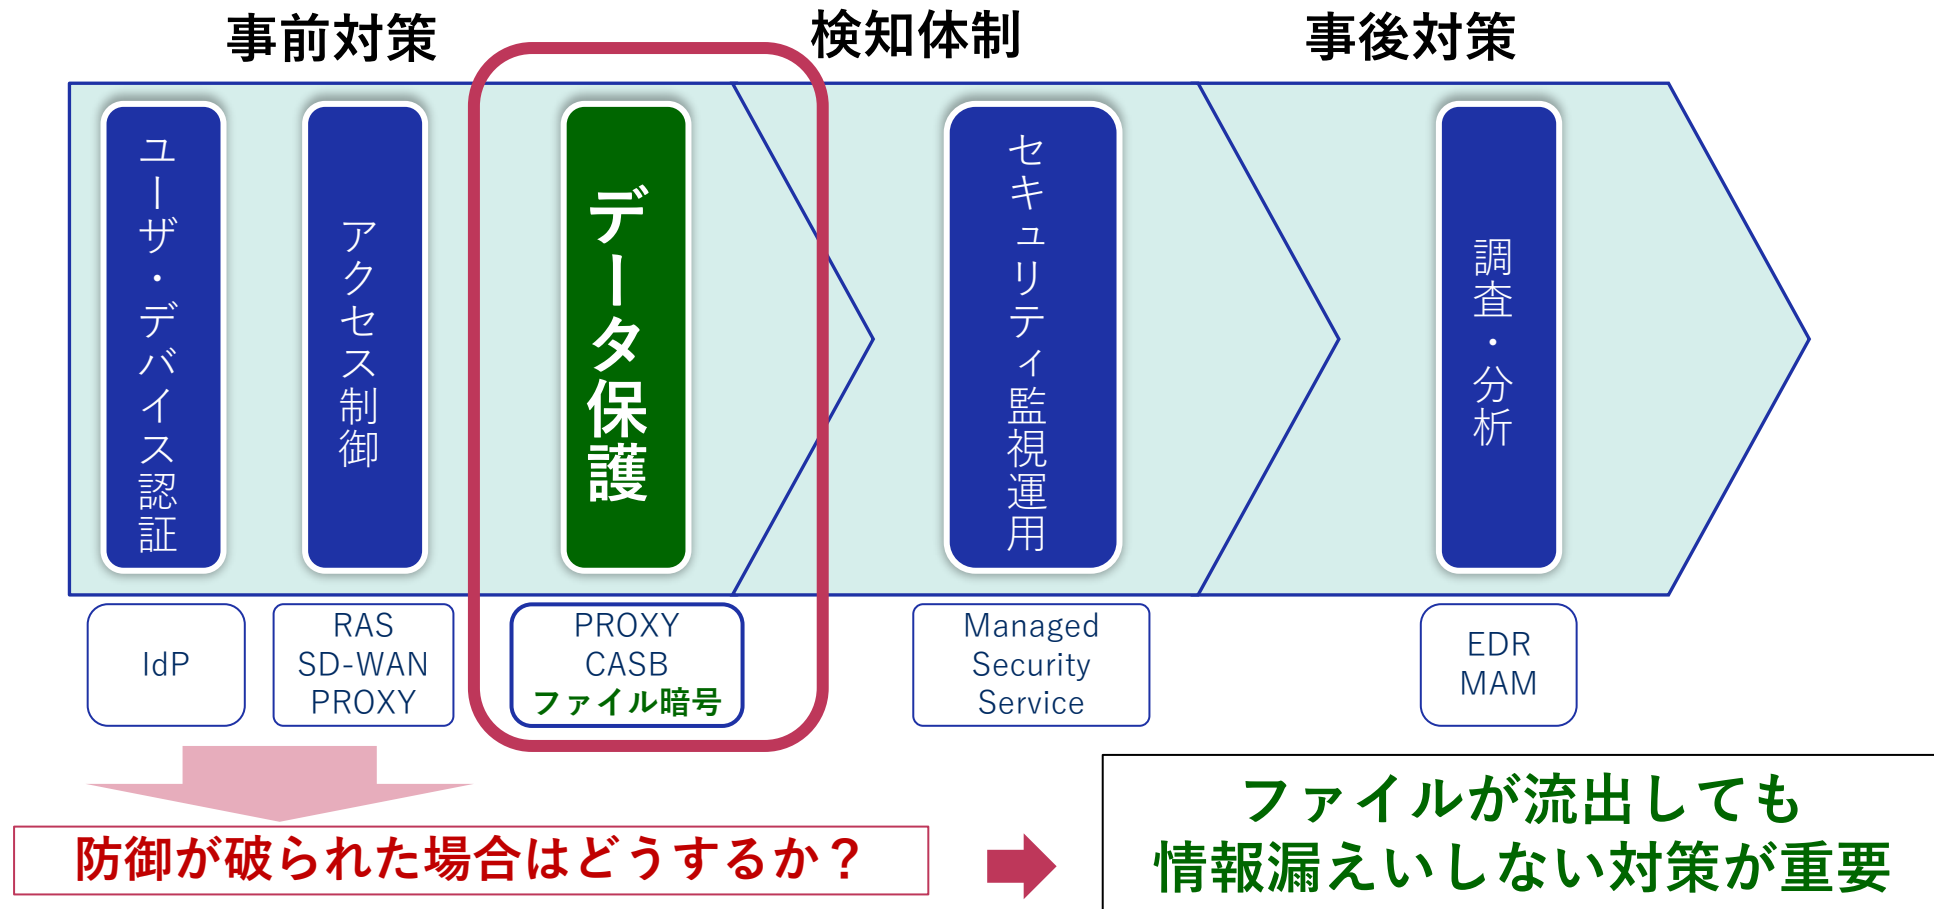 事前対策
検知体制
事後対策
ユーザ・デバイス認証
アクセス制御
データ保護
セキュリティ監視運用
調査・分析
IdP
RAS
SD-WAN
PROXY
PROXY
CASB
ファイル暗号
Managed
Security
Service
EDR
MAM
防御が破られた場合はどうするか？
ファイルが流出しても
情報漏えいしない対策が重要